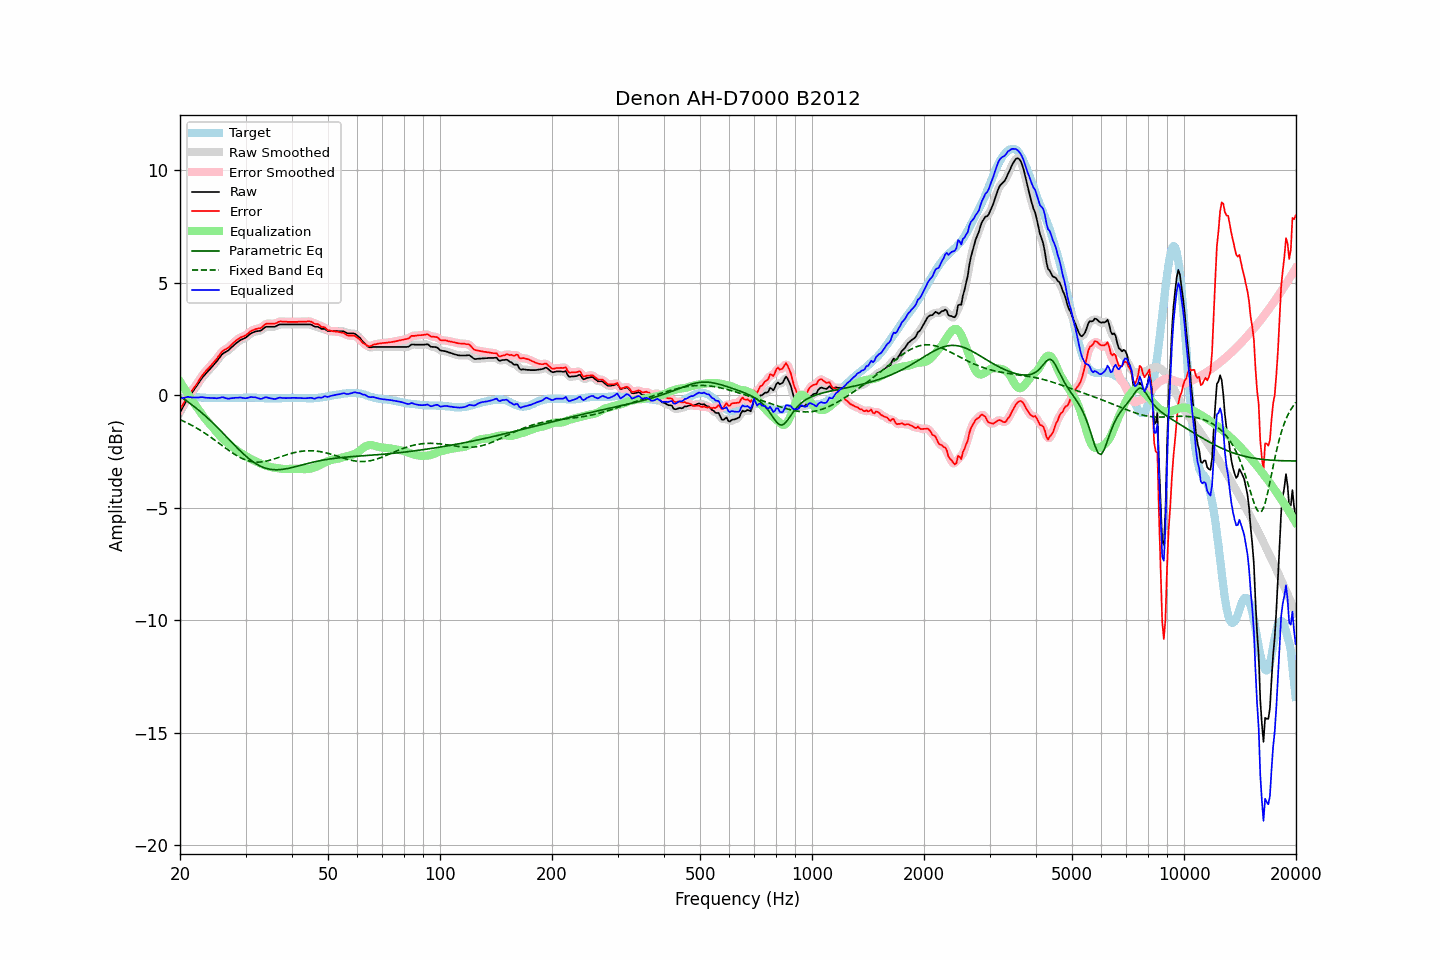 Denon AH-D7000 B2012
Target
Raw Smoothed
Error Smoothed
Raw
Error
Equalization
Parametric Eq
Fixed Band Eq
Equalized
10
5
0
−5
−10
−15
−20
Amplitude (dBr)
20 50 100 200 500 1000 2000 5000 10000 20000
Frequency (Hz)